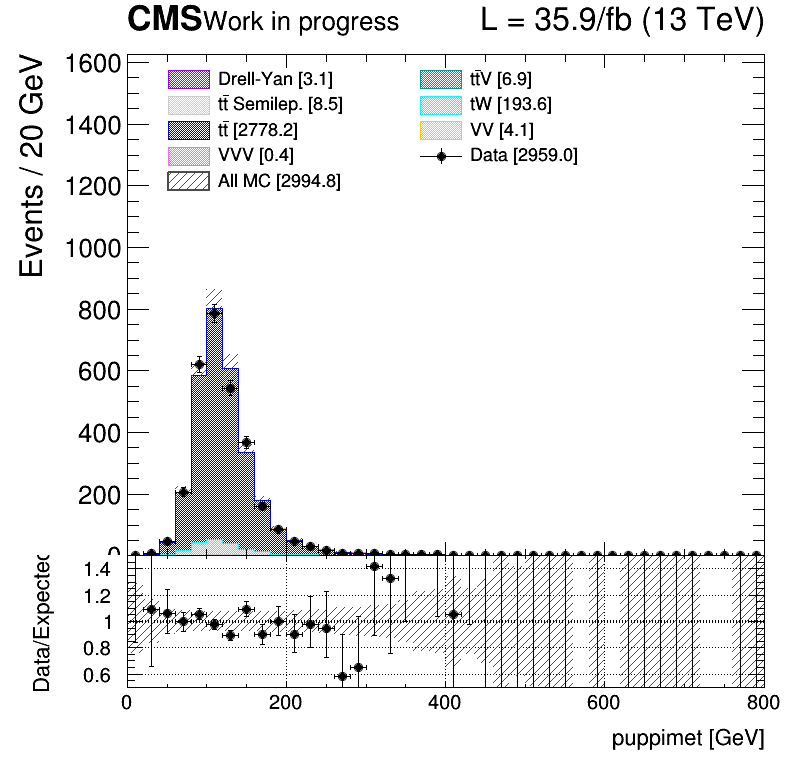 CMS Work in progress L = 35.9/fb (13 TeV)
Events / 20 GeV
1600
1400
1200
1000
800
600
400
200
0
Drell-Yan [3.1]
tt̄ Semilep. [8.5]
tt̄ [2778.2]
VVV [0.4]
All MC [2994.8]
tt̄V [6.9]
tW [193.6]
VV [4.1]
Data [2959.0]
Data/Expected
1.4
1.2
1
0.8
0.6
0 200 400 600 800
puppimet [GeV]